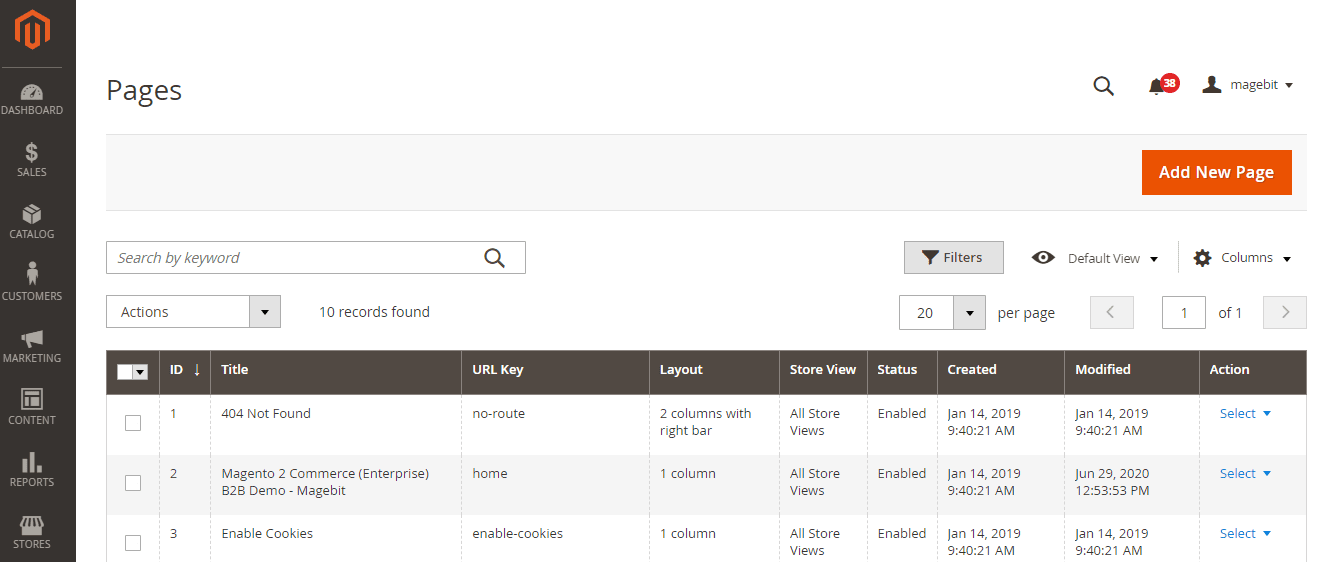 Pages
38
magebit
DASHBOARD
SALES
CATALOG
CUSTOMERS
MARKETING
CONTENT
REPORTS
STORES
Add New Page
Search by keyword
Filters
Default View
Columns
Actions
10 records found
20
per page
1
of 1
ID ↓ Title URL Key Layout Store View Status Created Modified Action
1 404 Not Found no-route 2 columns with All Store Enabled Jan 14, 2019 Jan 14, 2019 Select
right bar Views 9:40:21 AM 9:40:21 AM
2 Magento 2 Commerce (Enterprise) home 1 column All Store Enabled Jan 14, 2019 Jun 29, 2020 Select
B2B Demo - Magebit Views 9:40:21 AM 12:53:53 PM
3 Enable Cookies enable-cookies 1 column All Store Enabled Jan 14, 2019 Jan 14, 2019 Select
Views 9:40:21 AM 9:40:21 AM